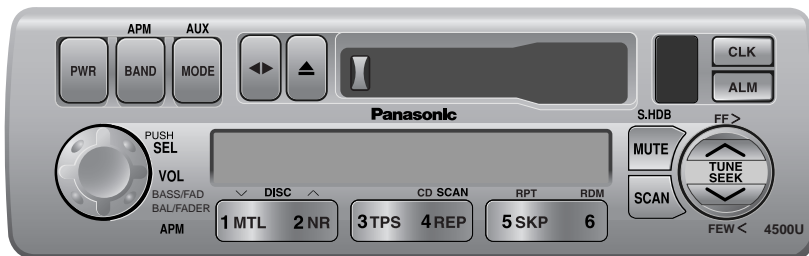 APM AUX
PWR BAND MODE
CLK
ALM
Panasonic
S.HDB FF>
PUSH
SEL
VOL
BASS/FAD
BAL/FADER
APM
MUTE
SCAN
TUNE
SEEK
FEW<
4500U
DISC CD SCAN RPT RDM
1 MTL 2 NR 3 TPS 4 REP 5 SKP 6